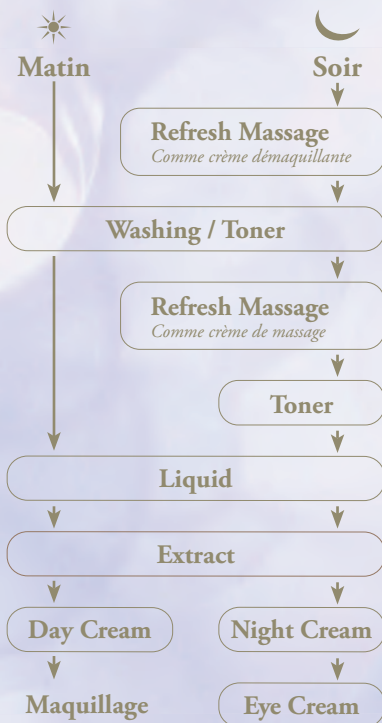 Matin
Soir
Refresh Massage
Comme crème démaquillante
Washing / Toner
Refresh Massage
Comme crème de massage
Toner
Liquid
Extract
Day Cream
Night Cream
Maquillage
Eye Cream